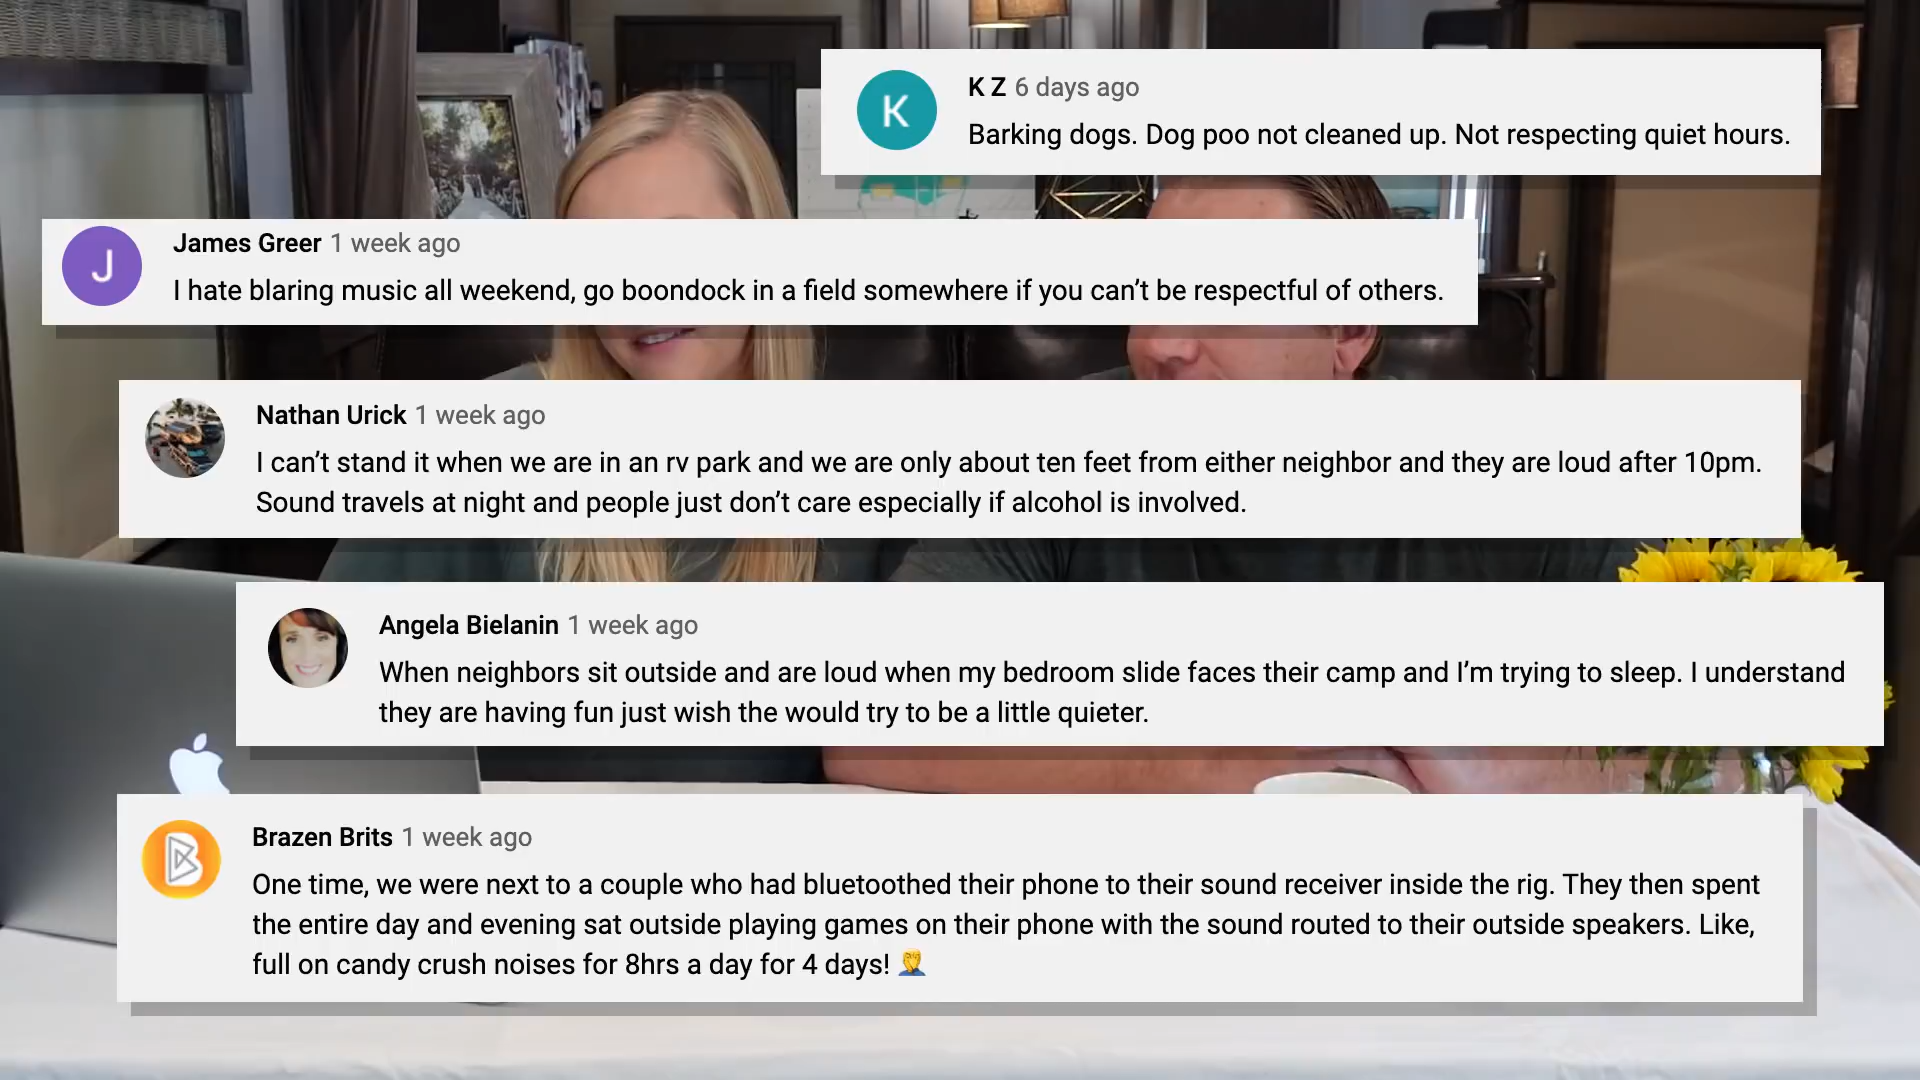 K Z 6 days ago
Barking dogs. Dog poo not cleaned up. Not respecting quiet hours.
James Greer 1 week ago
I hate blaring music all weekend, go boondock in a field somewhere if you can't be respectful of others.
Nathan Urick 1 week ago
I can't stand it when we are in an rv park and we are only about ten feet from either neighbor and they are loud after 10pm.
Sound travels at night and people just don't care especially if alcohol is involved.
Angela Bielanin 1 week ago
When neighbors sit outside and are loud when my bedroom slide faces their camp and I'm trying to sleep. I understand
they are having fun just wish the would try to be a little quieter.
Brazen Brits 1 week ago
One time, we were next to a couple who had bluetoothed their phone to their sound receiver inside the rig. They then spent
the entire day and evening sat outside playing games on their phone with the sound routed to their outside speakers. Like,
full on candy crush noises for 8hrs a day for 4 days! 🤦